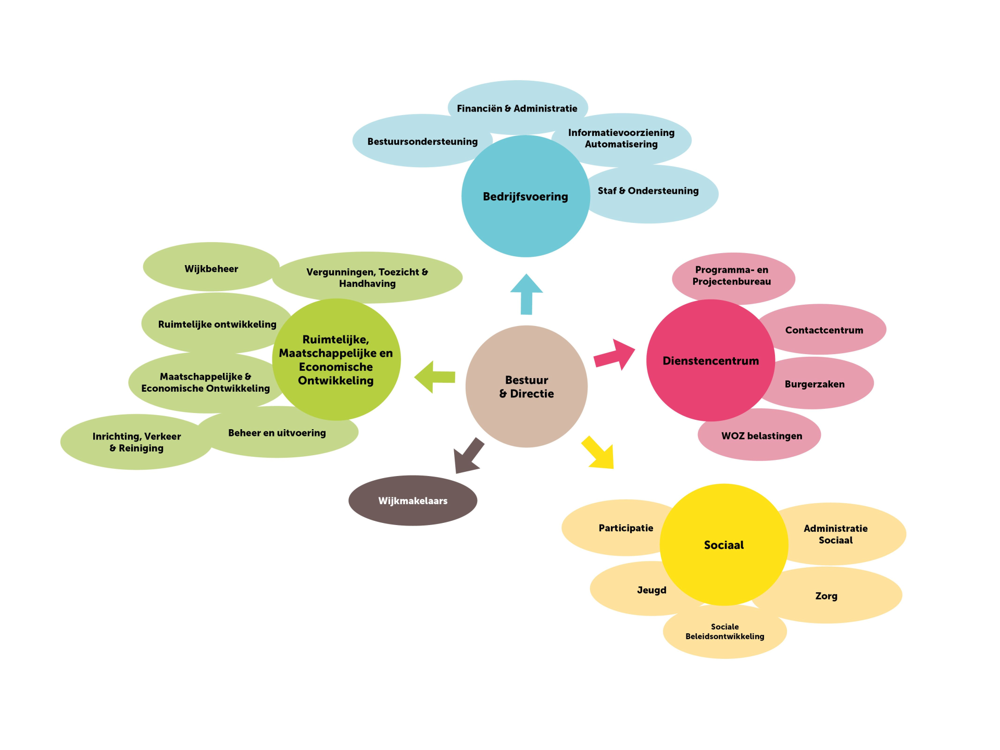 Financiën & Administratie
Bestuursondersteuning
Informatievoorziening
Automatisering
Staf & Ondersteuning
Bedrijfsvoering
Wijkbeheer
Vergunningen, Toezicht &
Handhaving
Ruimtelijke ontwikkeling
Maatschappelijke &
Economische Ontwikkeling
Inrichting, Verkeer
& Reiniging
Beheer en uitvoering
Ruimtelijke,
Maatschappelijke en
Economische
Ontwikkeling
Bestuur
& Directie
Programma- en
Projectenbureau
Contactcentrum
Dienstencentrum
Burgerzaken
WOZ belastingen
Wijkmakelaars
Participatie
Sociaal
Administratie
Sociaal
Jeugd
Zorg
Sociale
Beleidsontwikkeling